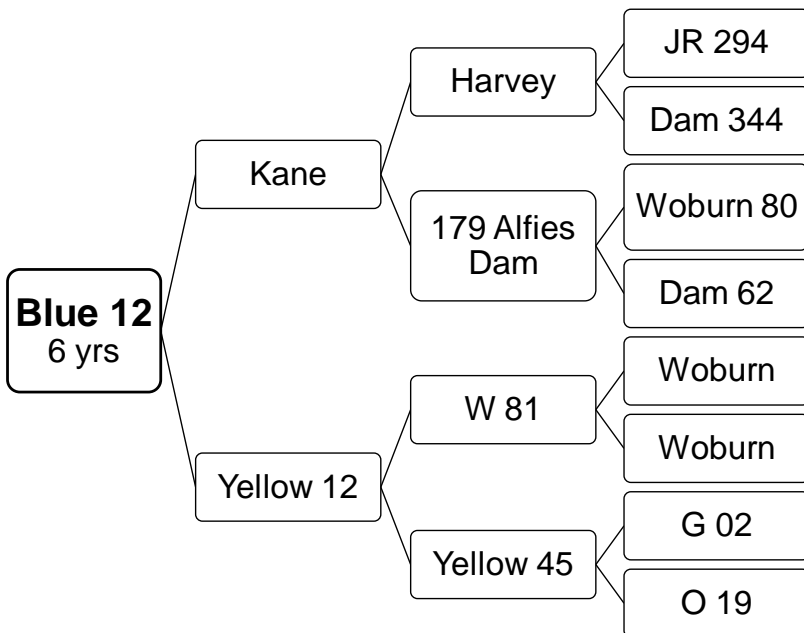 JR 294
Harvey
Dam 344
Kane
Woburn 80
179 Alfies
Dam
Dam 62
Blue 12
6 yrs
Woburn
W 81
Woburn
Yellow 12
G 02
Yellow 45
O 19